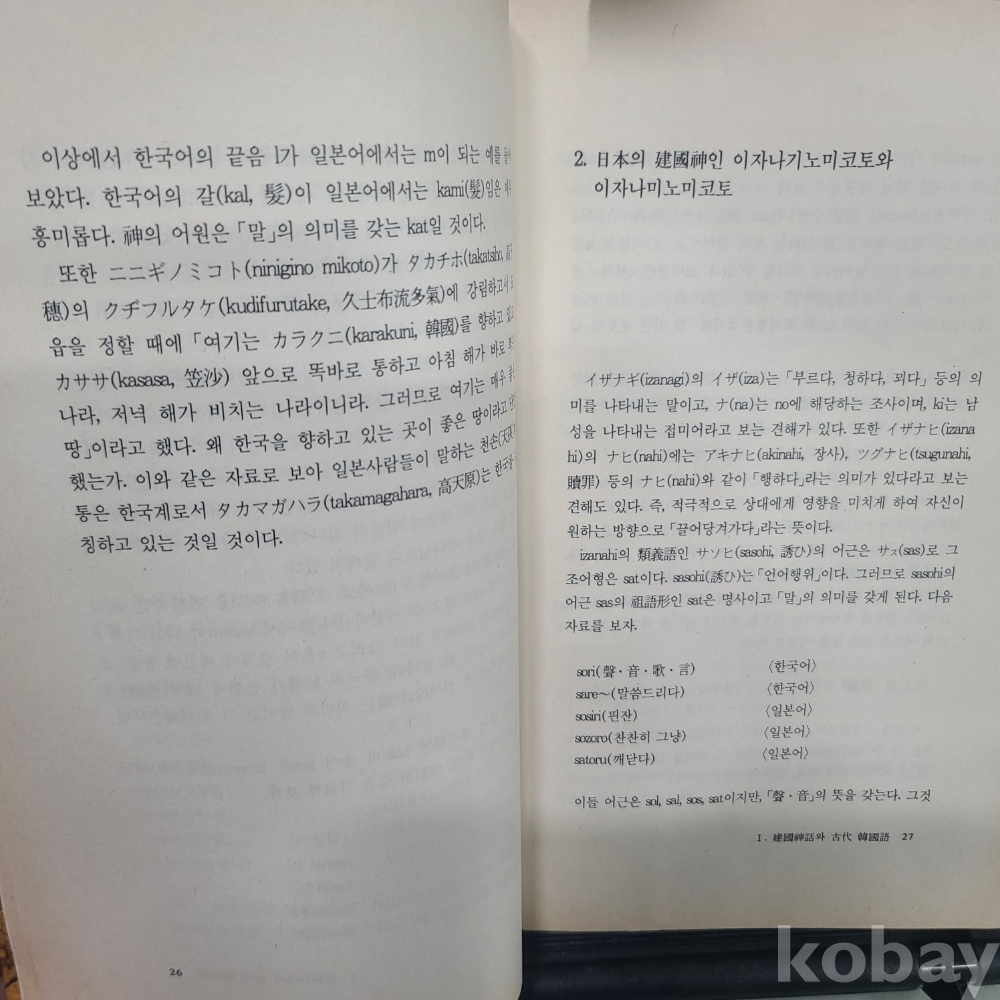 이상에서 한국어의 끝음 l가 일본어에서는 m이 되는 예를
보았다. 한국어의 갈(kal, 髮)이 일본어에서는 kami(髮)임은
흥미롭다. 神의 어원은 「말」의 의미를 갖는 kat일 것이다.
또한 ニニギノミコト(ninigino mikoto)가 タカチホ(takatsiho,
穗)의 クヂフルタケ(kudifurutake, 久士布流多氣)에 강림하고서
읍을 정할 때에 「여기는 カラクニ(karakuni, 韓國)를 향하고
カササ(kasasa, 笠沙) 앞으로 똑바로 통하고 아침 해가 바로
나라, 저녁 해가 비치는 나라이니라. 그러므로 여기는 매우
땅」이라고 했다. 왜 한국을 향하고 있는 곳이 좋은 땅이라고
했는가. 이와 같은 자료로 보아 일본사람들이 말하는 천손(天孫)
통은 한국계로서 タカマガハラ(takamagahara, 高天原)는 한국을
칭하고 있는 것일 것이다.
26
2. 日本의 建國神인 이자나기노미코토와
이자나미노미코토
イザナギ(izanagi)의 イザ(iza)는 「부르다, 청하다, 꾀다」 등의 의
미를 나타내는 말이고, ナ(na)는 no에 해당하는 조사이며, ki는 남
성을 나타내는 접미어라고 보는 견해가 있다. 또한 イザナヒ(izana
hi)의 ナヒ(nahi)에는 アキナヒ(akinahi, 장사), ツグナヒ(tsugunahi,
贖罪) 등의 ナヒ(nahi)와 같이 「행하다」라는 의미가 있다라고 보는
견해도 있다. 즉, 적극적으로 상대에게 영향을 미치게 하여 자신이
원하는 방향으로 「끌어당겨가다」라는 뜻이다.
izanahi의 類義語인 サソヒ(sasohi, 誘ひ)의 어근은 サス(sas)로 그
조어형은 sat이다. sasohi(誘ひ)는 「언어행위」이다. 그러므로 sasohi의
어근 sas의 祖語形인 sat은 명사이고 「말」의 의미를 갖게 된다. 다음
자료를 보자.
sori(聲·音·歌·言) 〈한국어〉
sare～(말씀드리다) 〈한국어〉
sosiri(핀잔) 〈일본어〉
sozoro(찬찬히 그냥) 〈일본어〉
satoru(깨닫다) 〈일본어〉
이들 어근은 sol, sal, sos, sat이지만, 「聲·音」의 뜻을 갖는다. 그것
I. 建國神話와 古代 韓國語 27
kobay